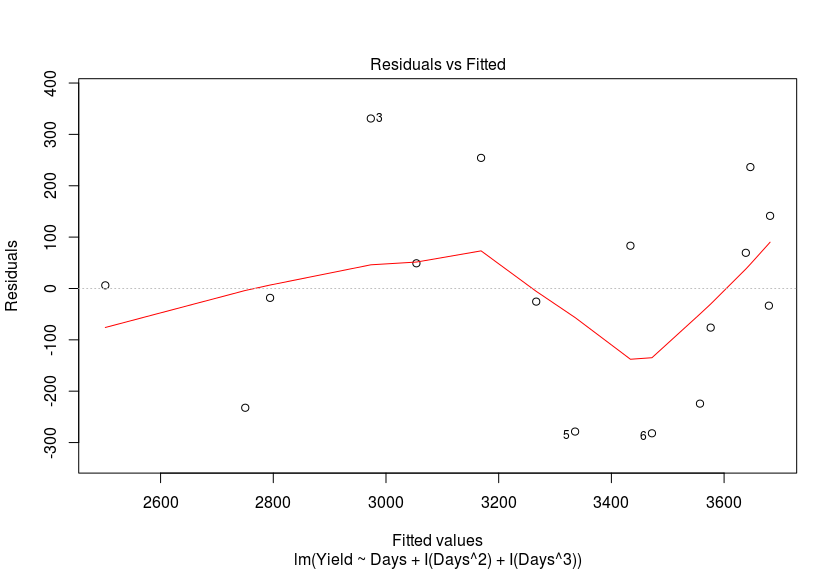 Residuals vs Fitted
Residuals
400
300
200
100
0
-100
-200
-300
3
5
6
2600 2800 3000 3200 3400 3600
Fitted values
lm(Yield ~ Days + I(Days^2) + I(Days^3))